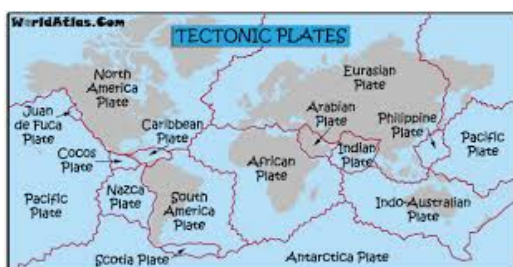 WorldAtlas.Com
TECTONIC PLATES
North
America
Plate
Eurasian
Plate
Juan
de Fuca
Plate
Caribbean
Plate
Arabian
Plate
Philippine
Plate
Pacific
Plate
Cocos
Plate
African
Plate
Indian
Plate
Pacific
Plate
Nazca
Plate
South
America
Plate
Indo-Australian
Plate
Scotia Plate
Antarctica Plate